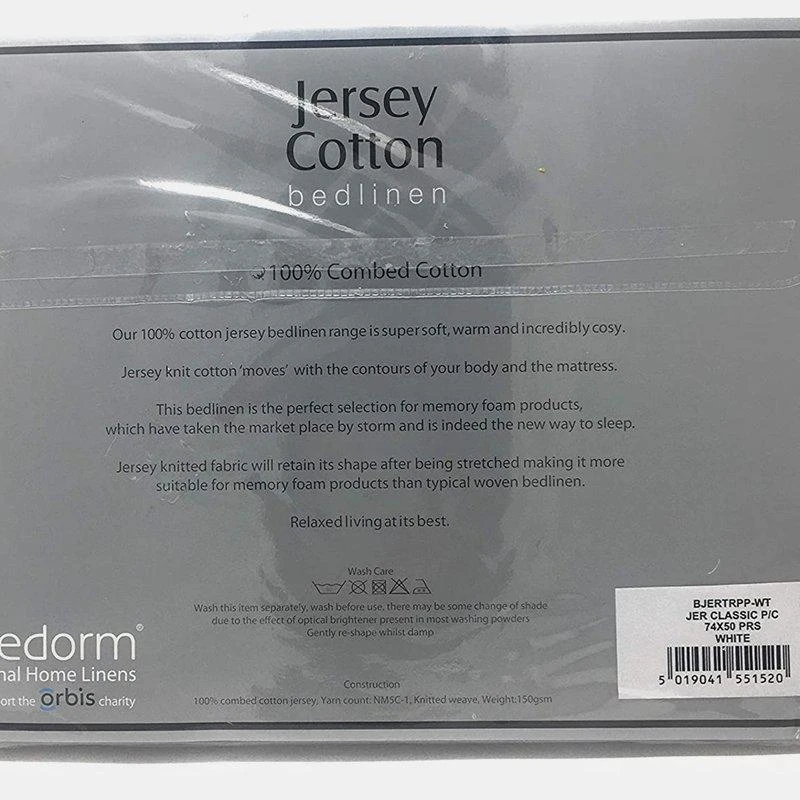 Jersey
Cotton
bedlinen
100% Combed Cotton
Our 100% cotton jersey bedlinen range is super soft, warm and incredibly cosy.
Jersey knit cotton 'moves' with the contours of your body and the mattress.
This bedlinen is the perfect selection for memory foam products,
which have taken the market place by storm and is indeed the new way to sleep.
Jersey knitted fabric will retain its shape after being stretched making it more
suitable for memory foam products than typical woven bedlinen.
Relaxed living at its best.
Wash Care
Wash this item separately, wash before use, there may be some change of shade
due to the effect of optical brightener present in most washing powders
Gently re-shape whilst damp
edorm®
nal Home Linens
ort the orbis charity
Construction
100% combed cotton jersey, Yarn count: NM5C-1, Knitted weave, Weight:150gsm
BJERTRPP-WT
JER CLASSIC P/C
74X50 PRS
WHITE
5 019041 551520